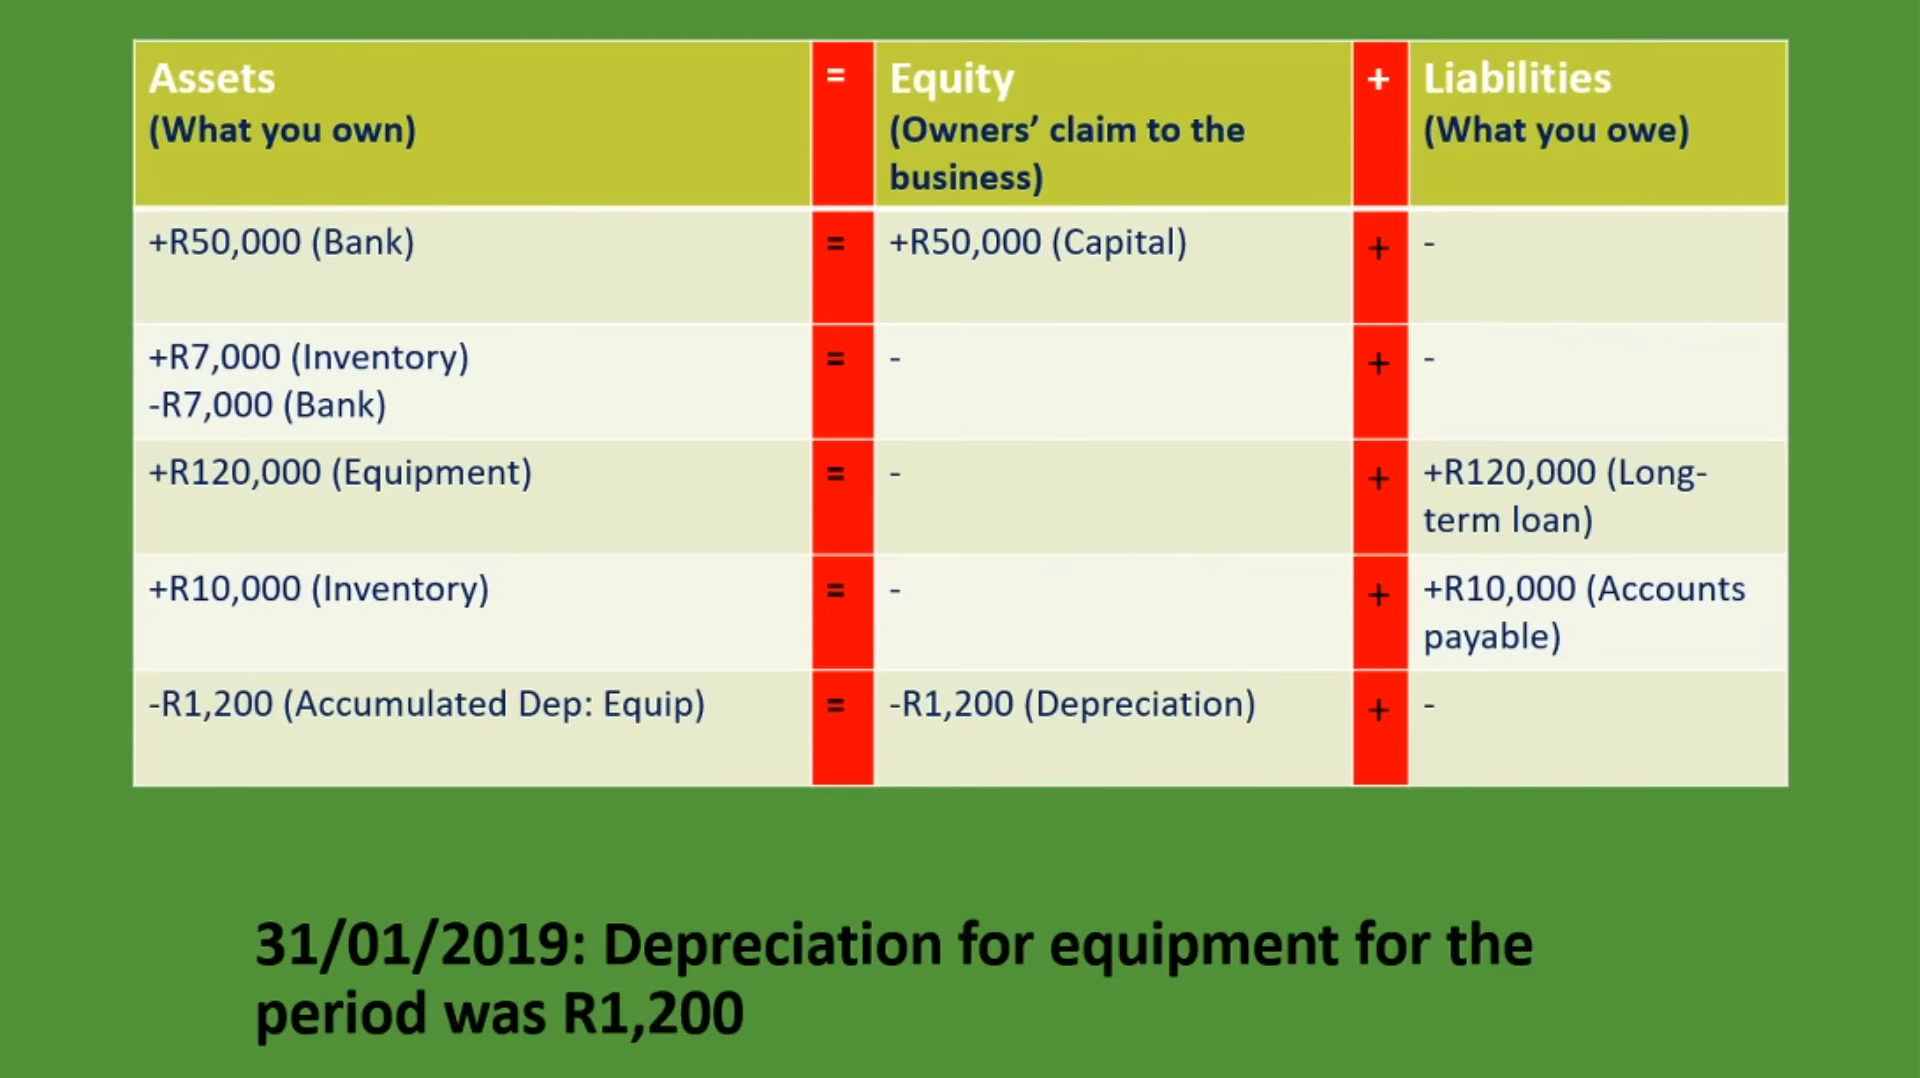 Assets = Equity + Liabilities
(What you own) (Owners’ claim to the (What you owe)
business)
+R50,000 (Bank) = +R50,000 (Capital) + -
+R7,000 (Inventory) = - + -
-R7,000 (Bank)
+R120,000 (Equipment) = - + +R120,000 (Long-
term loan)
+R10,000 (Inventory) = - + +R10,000 (Accounts
payable)
-R1,200 (Accumulated Dep: Equip) = -R1,200 (Depreciation) + -
31/01/2019: Depreciation for equipment for the
period was R1,200